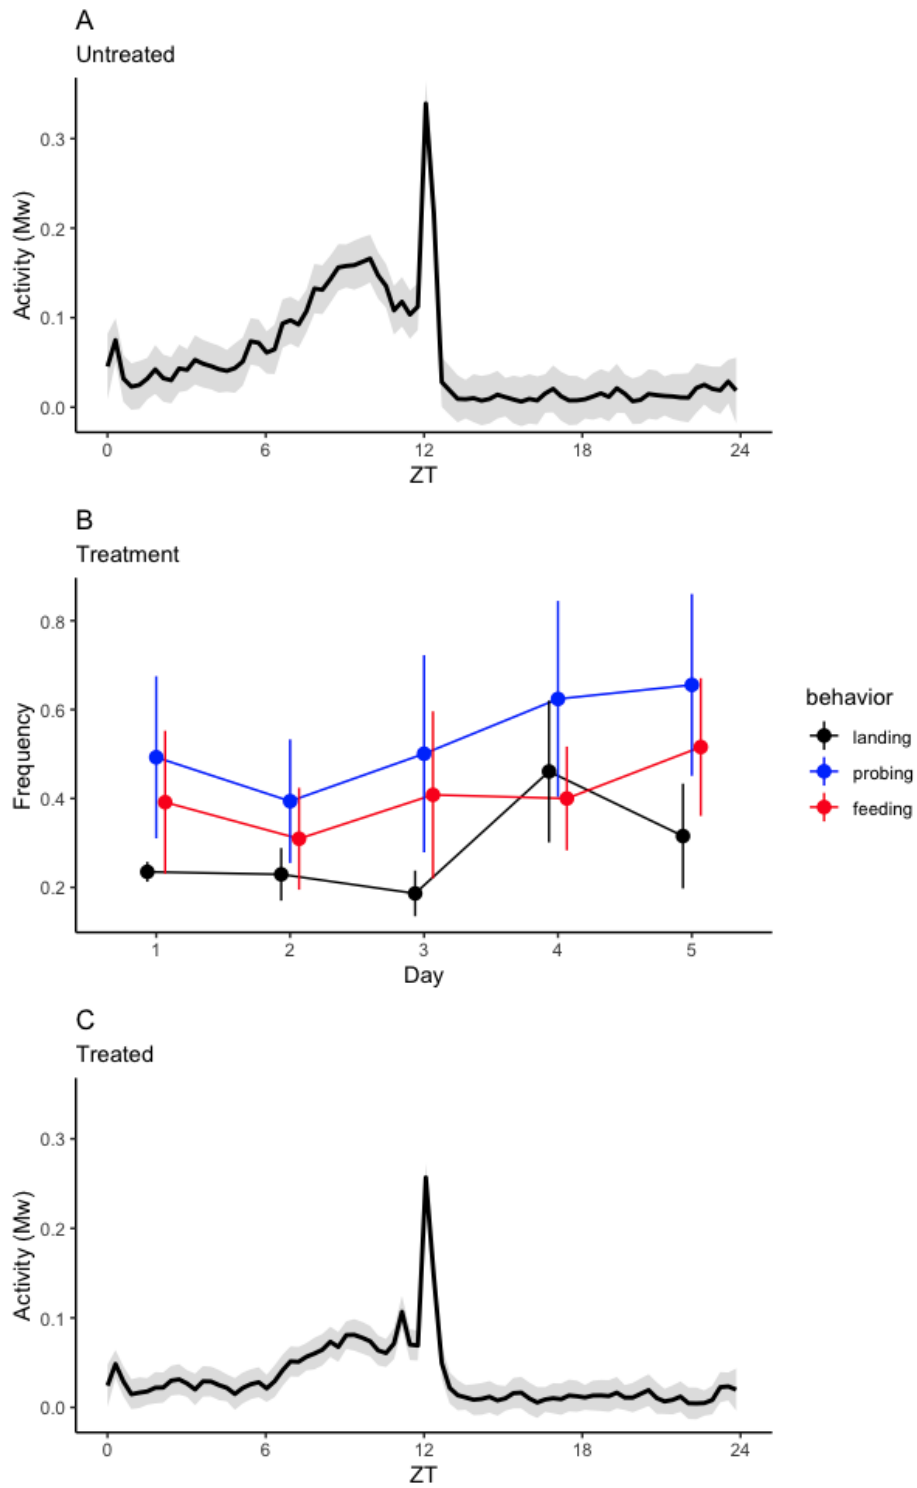 A
Untreated
Activity (Mw)
0.3
0.2
0.1
0.0
0 6 12 18 24
ZT
B
Treatment
Frequency
0.8
0.6
0.4
0.2
1 2 3 4 5
Day
behavior
landing
probing
feeding
C
Treated
Activity (Mw)
0.3
0.2
0.1
0.0
0 6 12 18 24
ZT